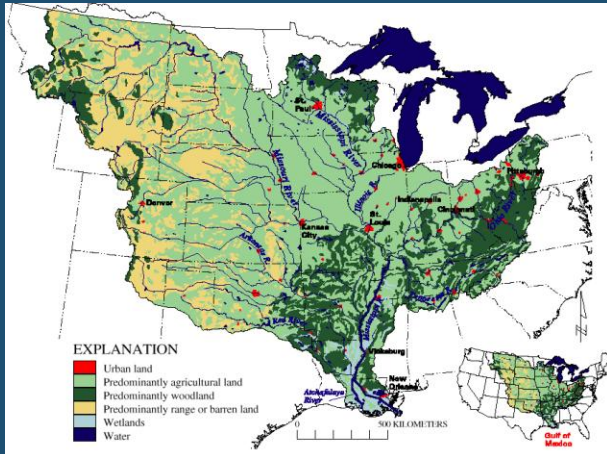 St.
Paul
Mississippi River
Missouri River
Chicago
Pittsburgh
Illinois R.
Indianapolis
Cincinnati
Ohio River
Denver
Kansas
City
St.
Louis
Arkansas R.
Red River
Vicksburg
New
Orleans
Atchafalaya
River
EXPLANATION
Urban land
Predominantly agricultural land
Predominantly woodland
Predominantly range or barren land
Wetlands
Water
0
500 KILOMETERS
Gulf of
Mexico